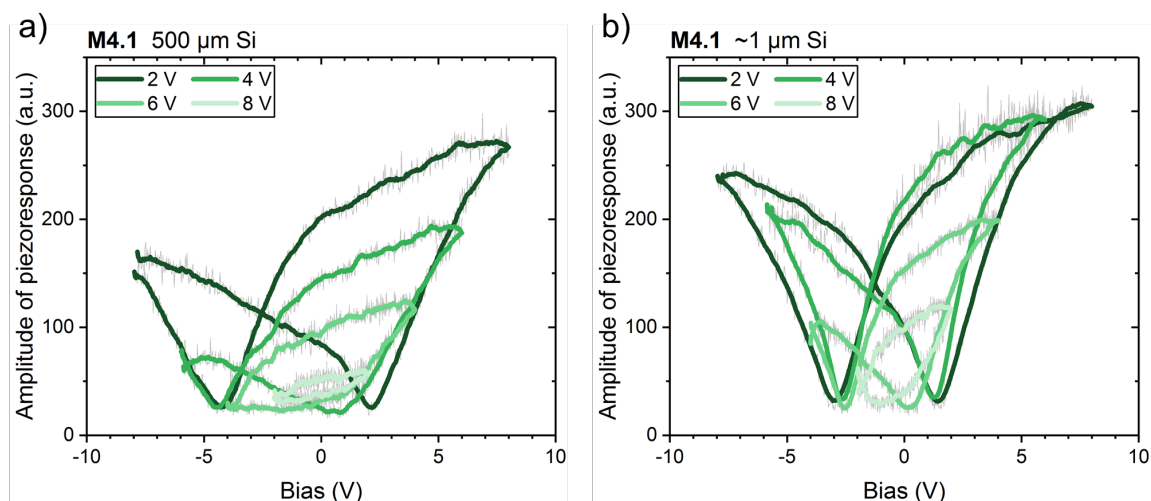 a)
M4.1 500 µm Si
2 V 4 V
6 V 8 V
300
200
100
0
-10 -5 0 5 10
Amplitude of piezoresponse (a.u.)
Bias (V)
b)
M4.1 ~1 µm Si
2 V 4 V
6 V 8 V
300
200
100
0
-10 -5 0 5 10
Amplitude of piezoresponse (a.u.)
Bias (V)